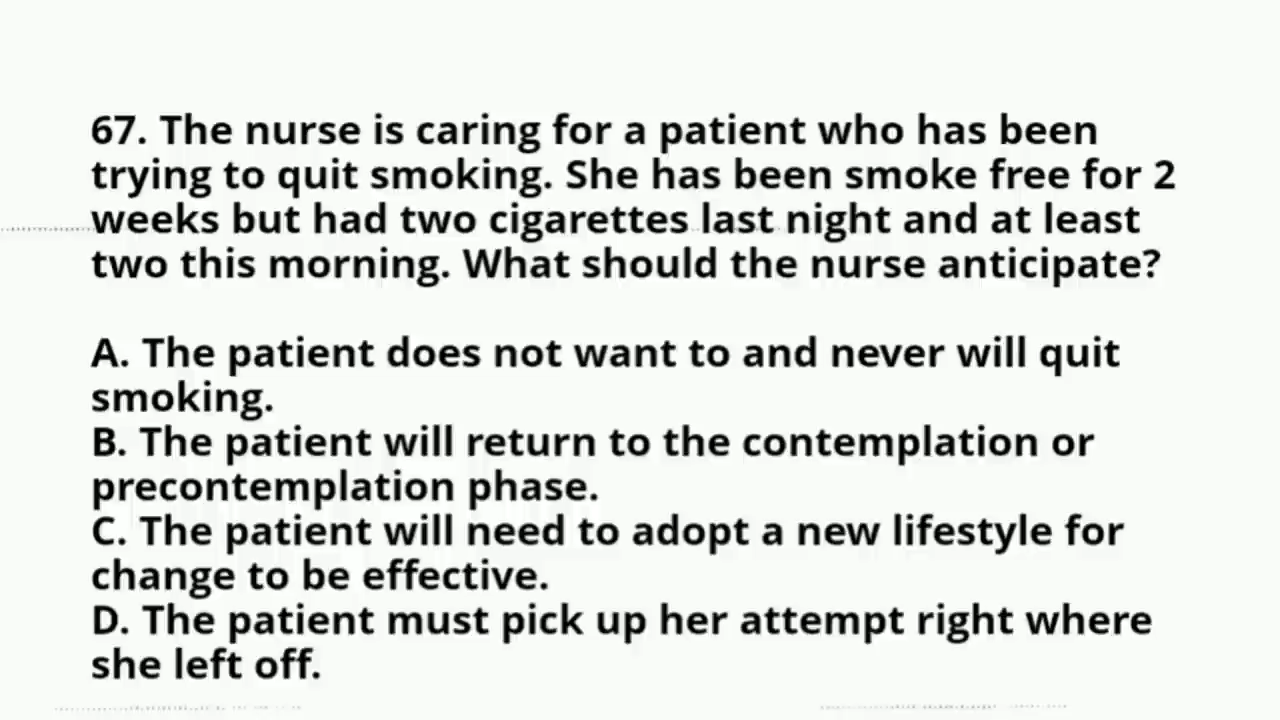 67. The nurse is caring for a patient who has been
trying to quit smoking. She has been smoke free for 2
weeks but had two cigarettes last night and at least
two this morning. What should the nurse anticipate?
A. The patient does not want to and never will quit
smoking.
B. The patient will return to the contemplation or
precontemplation phase.
C. The patient will need to adopt a new lifestyle for
change to be effective.
D. The patient must pick up her attempt right where
she left off.